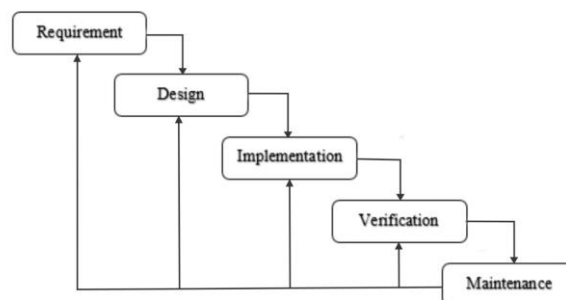 Requirement
Design
Implementation
Verification
Maintenance